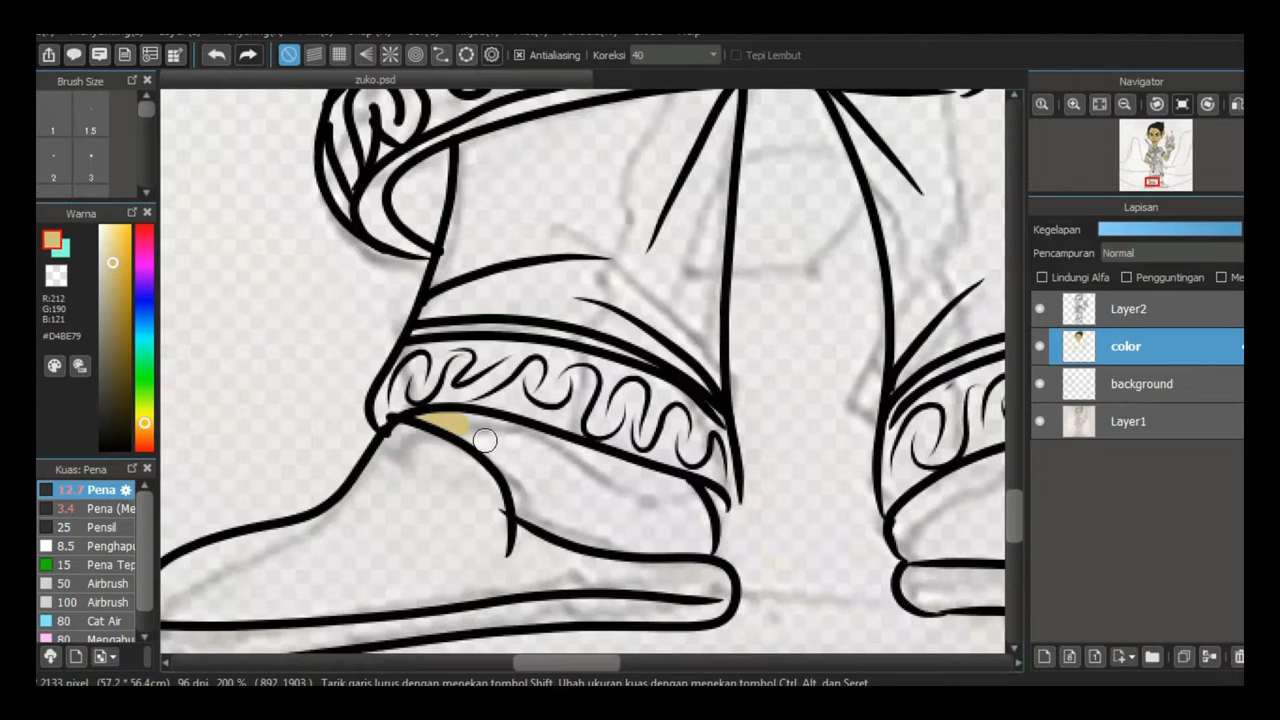 Antialiasing Koreksi 40 Tepi Lembut
Brush Size
zuko.psd
Navigator
1 1.5
2 3
Warna
R:212
G:190
B:121
#D4BE79
Lapisan
Kegelapan
Pencampuran Normal
Lindungi Alfa Pengguntingan Me
Layer2
color
background
Layer1
Kuas: Pena
12.7 Pena
3.4 Pena (Me
25 Pensil
8.5 Penghapu
15 Pena Tep
50 Airbrush
100 Airbrush
80 Cat Air
80 Mengabu
2133 pixel (57.2 * 56.4cm) 96 dpi 200 % ( 892, 1903 ) Tarik garis lurus dengan menekan tombol Shift, Ubah ukuran kuas dengan menekan tombol Ctrl, Alt, dan Seret